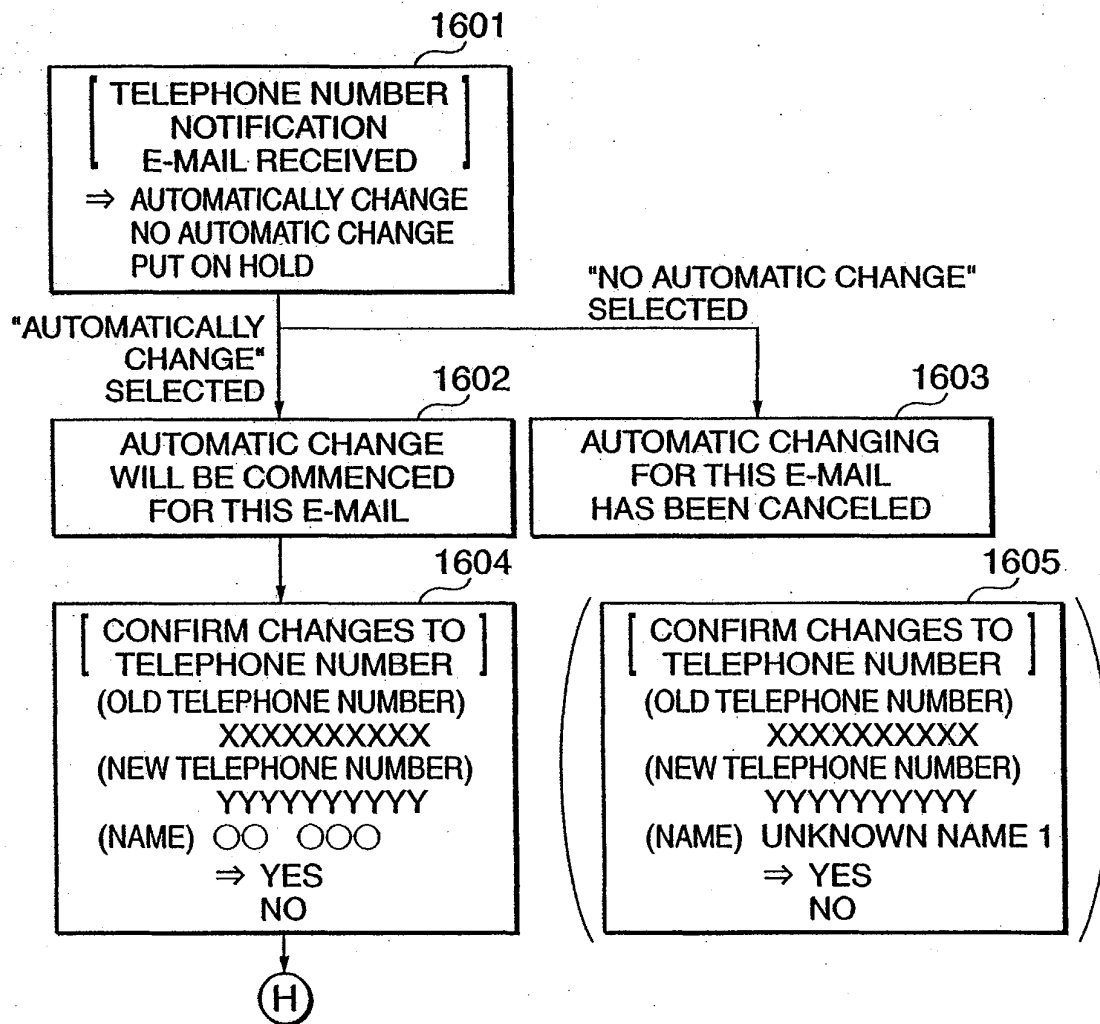 1601
[ TELEPHONE NUMBER
NOTIFICATION
E-MAIL RECEIVED ]
⇒ AUTOMATICALLY CHANGE
NO AUTOMATIC CHANGE
PUT ON HOLD
"AUTOMATICALLY
CHANGE"
SELECTED
"NO AUTOMATIC CHANGE"
SELECTED
1602
AUTOMATIC CHANGE
WILL BE COMMENCED
FOR THIS E-MAIL
1603
AUTOMATIC CHANGING
FOR THIS E-MAIL
HAS BEEN CANCELED
1604
[ CONFIRM CHANGES TO
TELEPHONE NUMBER ]
(OLD TELEPHONE NUMBER)
XXXXXXXXXX
(NEW TELEPHONE NUMBER)
YYYYYYYYYY
(NAME) ○○ ○○○
⇒ YES
NO
H
1605
[ CONFIRM CHANGES TO
TELEPHONE NUMBER ]
(OLD TELEPHONE NUMBER)
XXXXXXXXXX
(NEW TELEPHONE NUMBER)
YYYYYYYYYY
(NAME) UNKNOWN NAME 1
⇒ YES
NO